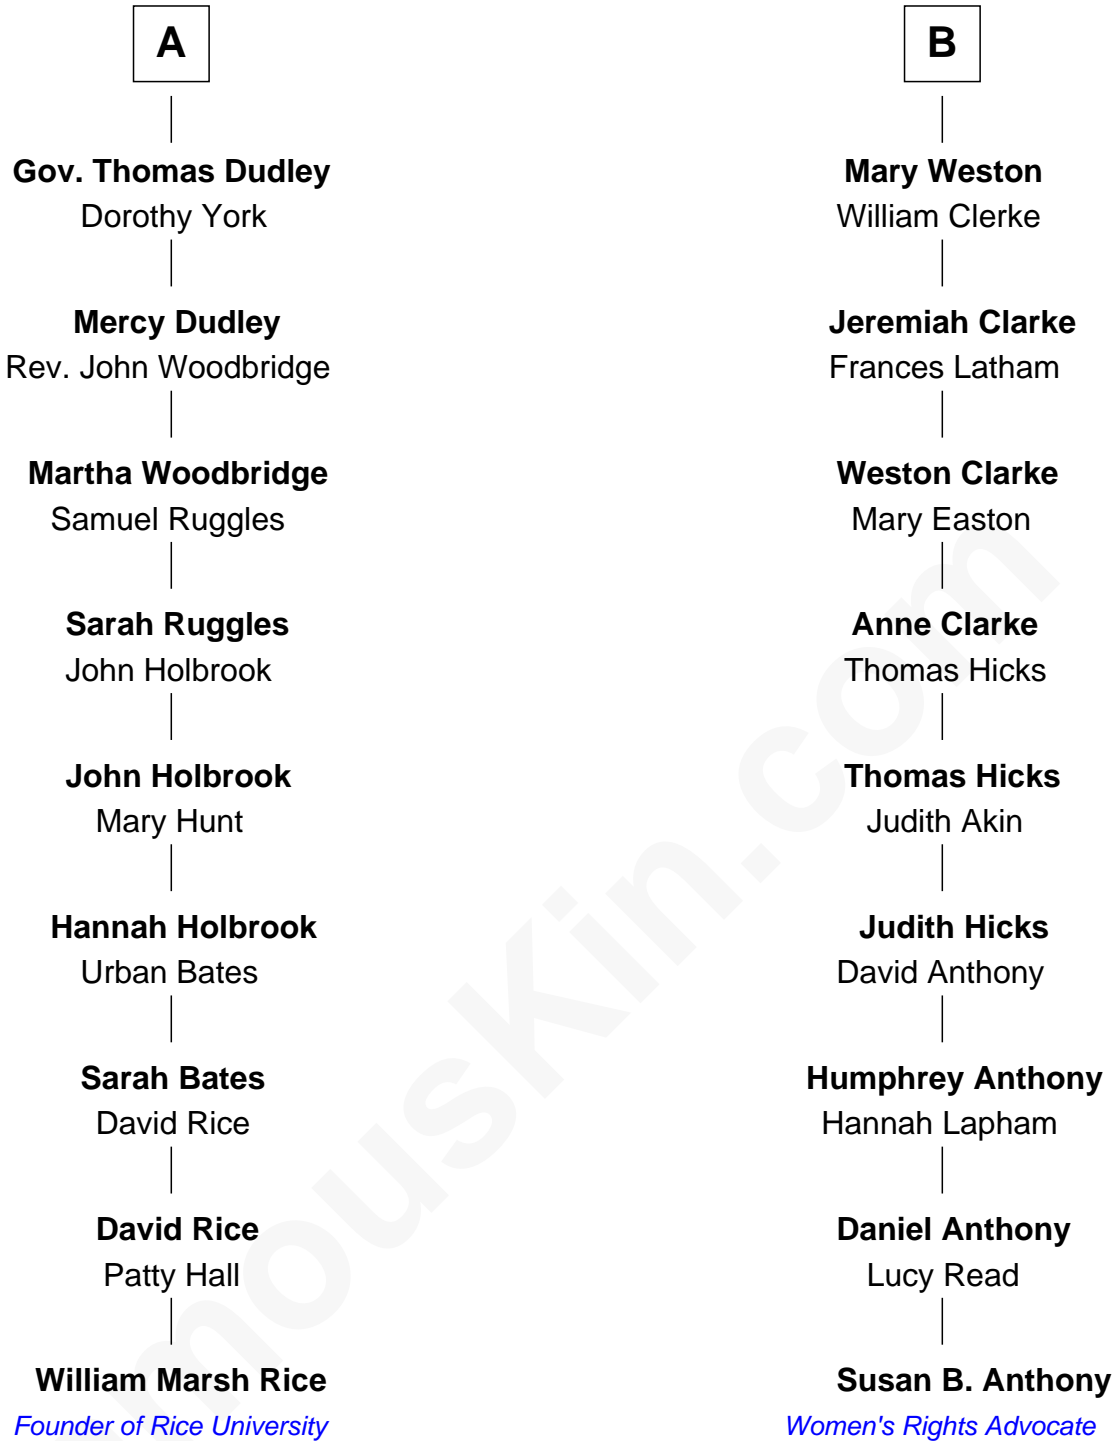 A
Gov. Thomas Dudley
Dorothy York
Mercy Dudley
Rev. John Woodbridge
Martha Woodbridge
Samuel Ruggles
Sarah Ruggles
John Holbrook
John Holbrook
Mary Hunt
Hannah Holbrook
Urban Bates
Sarah Bates
David Rice
David Rice
Patty Hall
William Marsh Rice
Founder of Rice University
B
Mary Weston
William Clerke
Jeremiah Clarke
Frances Latham
Weston Clarke
Mary Easton
Anne Clarke
Thomas Hicks
Thomas Hicks
Judith Akin
Judith Hicks
David Anthony
Humphrey Anthony
Hannah Lapham
Daniel Anthony
Lucy Read
Susan B. Anthony
Women's Rights Advocate
mousKin.com